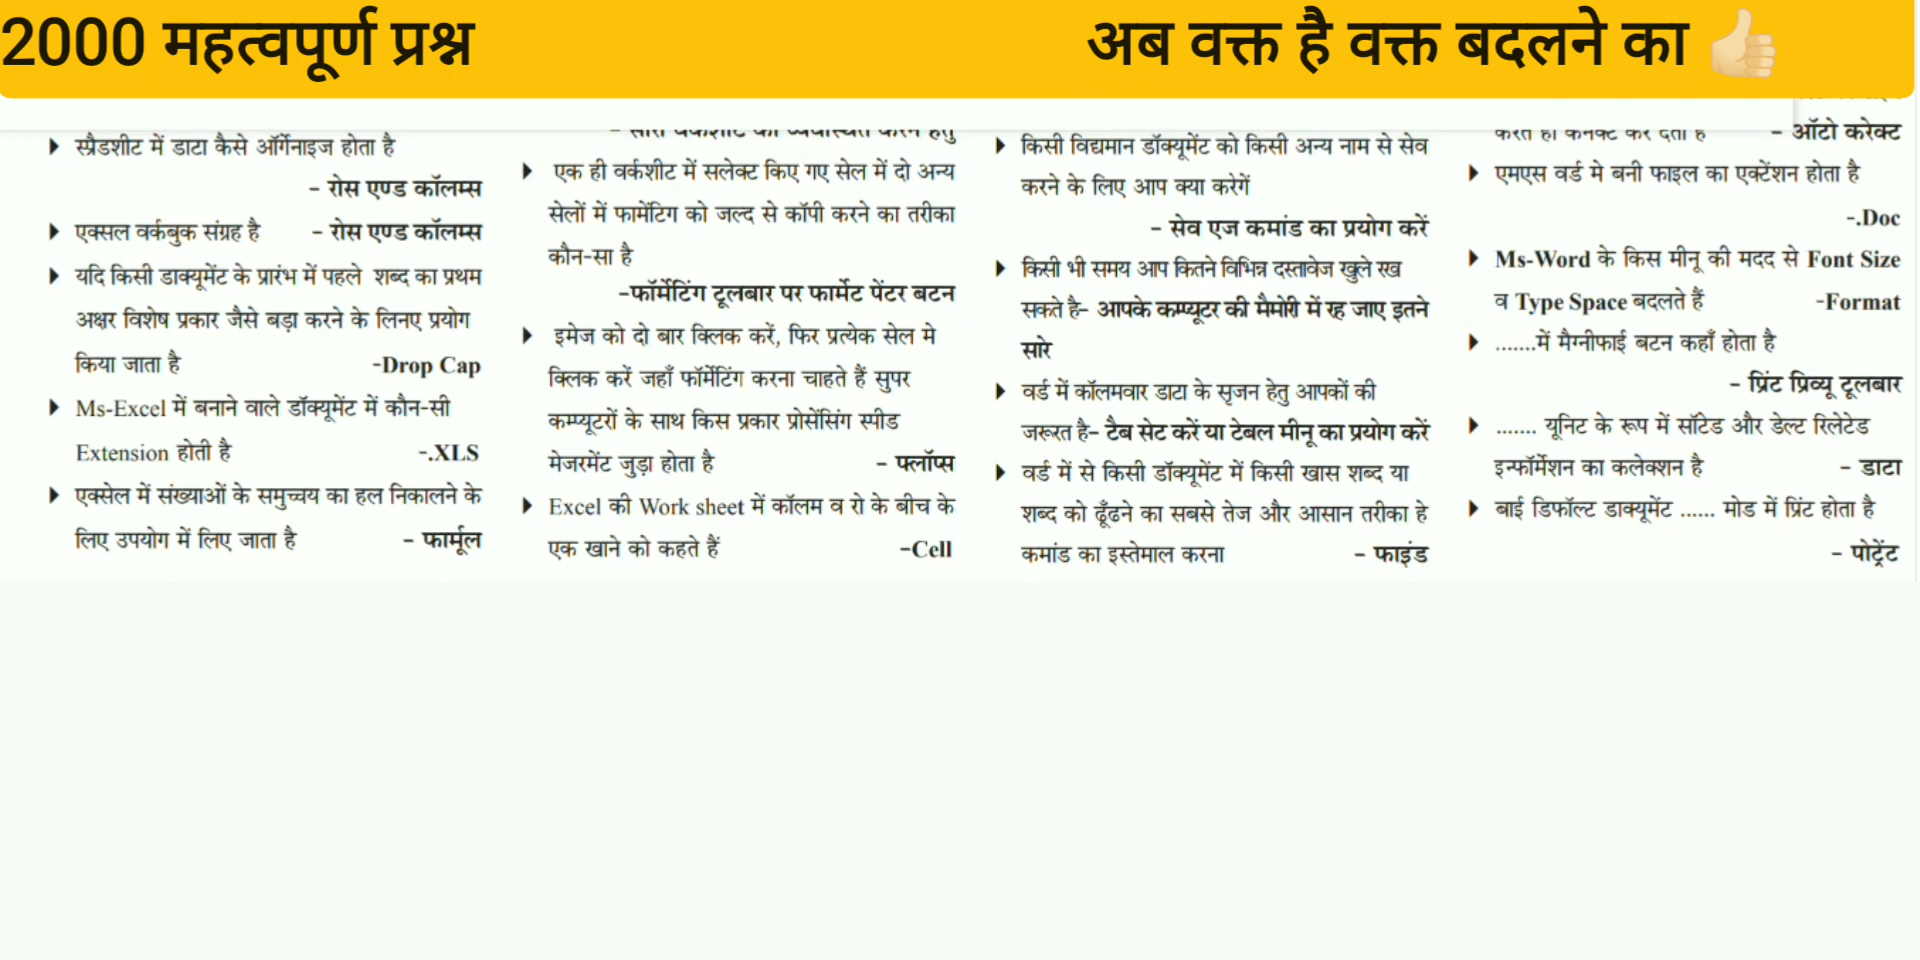 2000 महत्वपूर्ण प्रश्न
अब वक्त है वक्त बदलने का
स्प्रैडशीट में डाटा कैसे ऑर्गेनाइज होता है
- रोस एण्ड कॉलम्स
एक्सल वर्कबुक संग्रह है - रोस एण्ड कॉलम्स
यदि किसी डाक्यूमेंट के प्रारंभ में पहले शब्द का प्रथम
अक्षर विशेष प्रकार जैसे बड़ा करने के लिनए प्रयोग
किया जाता है -Drop Cap
Ms-Excel में बनाने वाले डॉक्यूमेंट में कौन-सी
Extension होती है -.XLS
एक्सेल में संख्याओं के समुच्चय का हल निकालने के
लिए उपयोग में लिए जाता है - फार्मूल
- सारी वर्कशीट को व्यवस्थित करने हेतु
एक ही वर्कशीट में सलेक्ट किए गए सेल में दो अन्य
सेलों में फामेंटिग को जल्द से कॉपी करने का तरीका
कौन-सा है
-फॉर्मेटिंग टूलबार पर फार्मेट पेंटर बटन
इमेज को दो बार क्लिक करें, फिर प्रत्येक सेल मे
क्लिक करें जहाँ फॉर्मेटिंग करना चाहते हैं सुपर
कम्प्यूटरों के साथ किस प्रकार प्रोसेंसिंग स्पीड
मेजरमेंट जुड़ा होता है - फ्लॉप्स
Excel की Work sheet में कॉलम व रो के बीच के
एक खाने को कहते हैं -Cell
किसी विद्यमान डॉक्यूमेंट को किसी अन्य नाम से सेव
करने के लिए आप क्या करेगें
- सेव एज कमांड का प्रयोग करें
किसी भी समय आप कितने विभिन्न दस्तावेज खुले रख
सकते है- आपके कम्प्यूटर की मैमोरी में रह जाए इतने
सारे
वर्ड में कॉलमवार डाटा के सृजन हेतु आपकों की
जरूरत है- टैब सेट करें या टेबल मीनू का प्रयोग करें
वर्ड में से किसी डॉक्यूमेंट में किसी खास शब्द या
शब्द को ढूँढने का सबसे तेज और आसान तरीका हे
कमांड का इस्तेमाल करना - फाइंड
करते ही कनेक्ट कर देता है - ऑटो करेक्ट
एमएस वर्ड मे बनी फाइल का एक्टेंशन होता है
-.Doc
Ms-Word के किस मीनू की मदद से Font Size
व Type Space बदलते हैं -Format
.......में मैग्नीफाई बटन कहाँ होता है
- प्रिंट प्रिव्यू टूलबार
....... यूनिट के रूप में सॉटेड और डेल्ट रिलेटेड
इन्फॉर्मेशन का कलेक्शन है - डाटा
बाई डिफॉल्ट डाक्यूमेंट ...... मोड में प्रिंट होता है
- पोट्रेंट